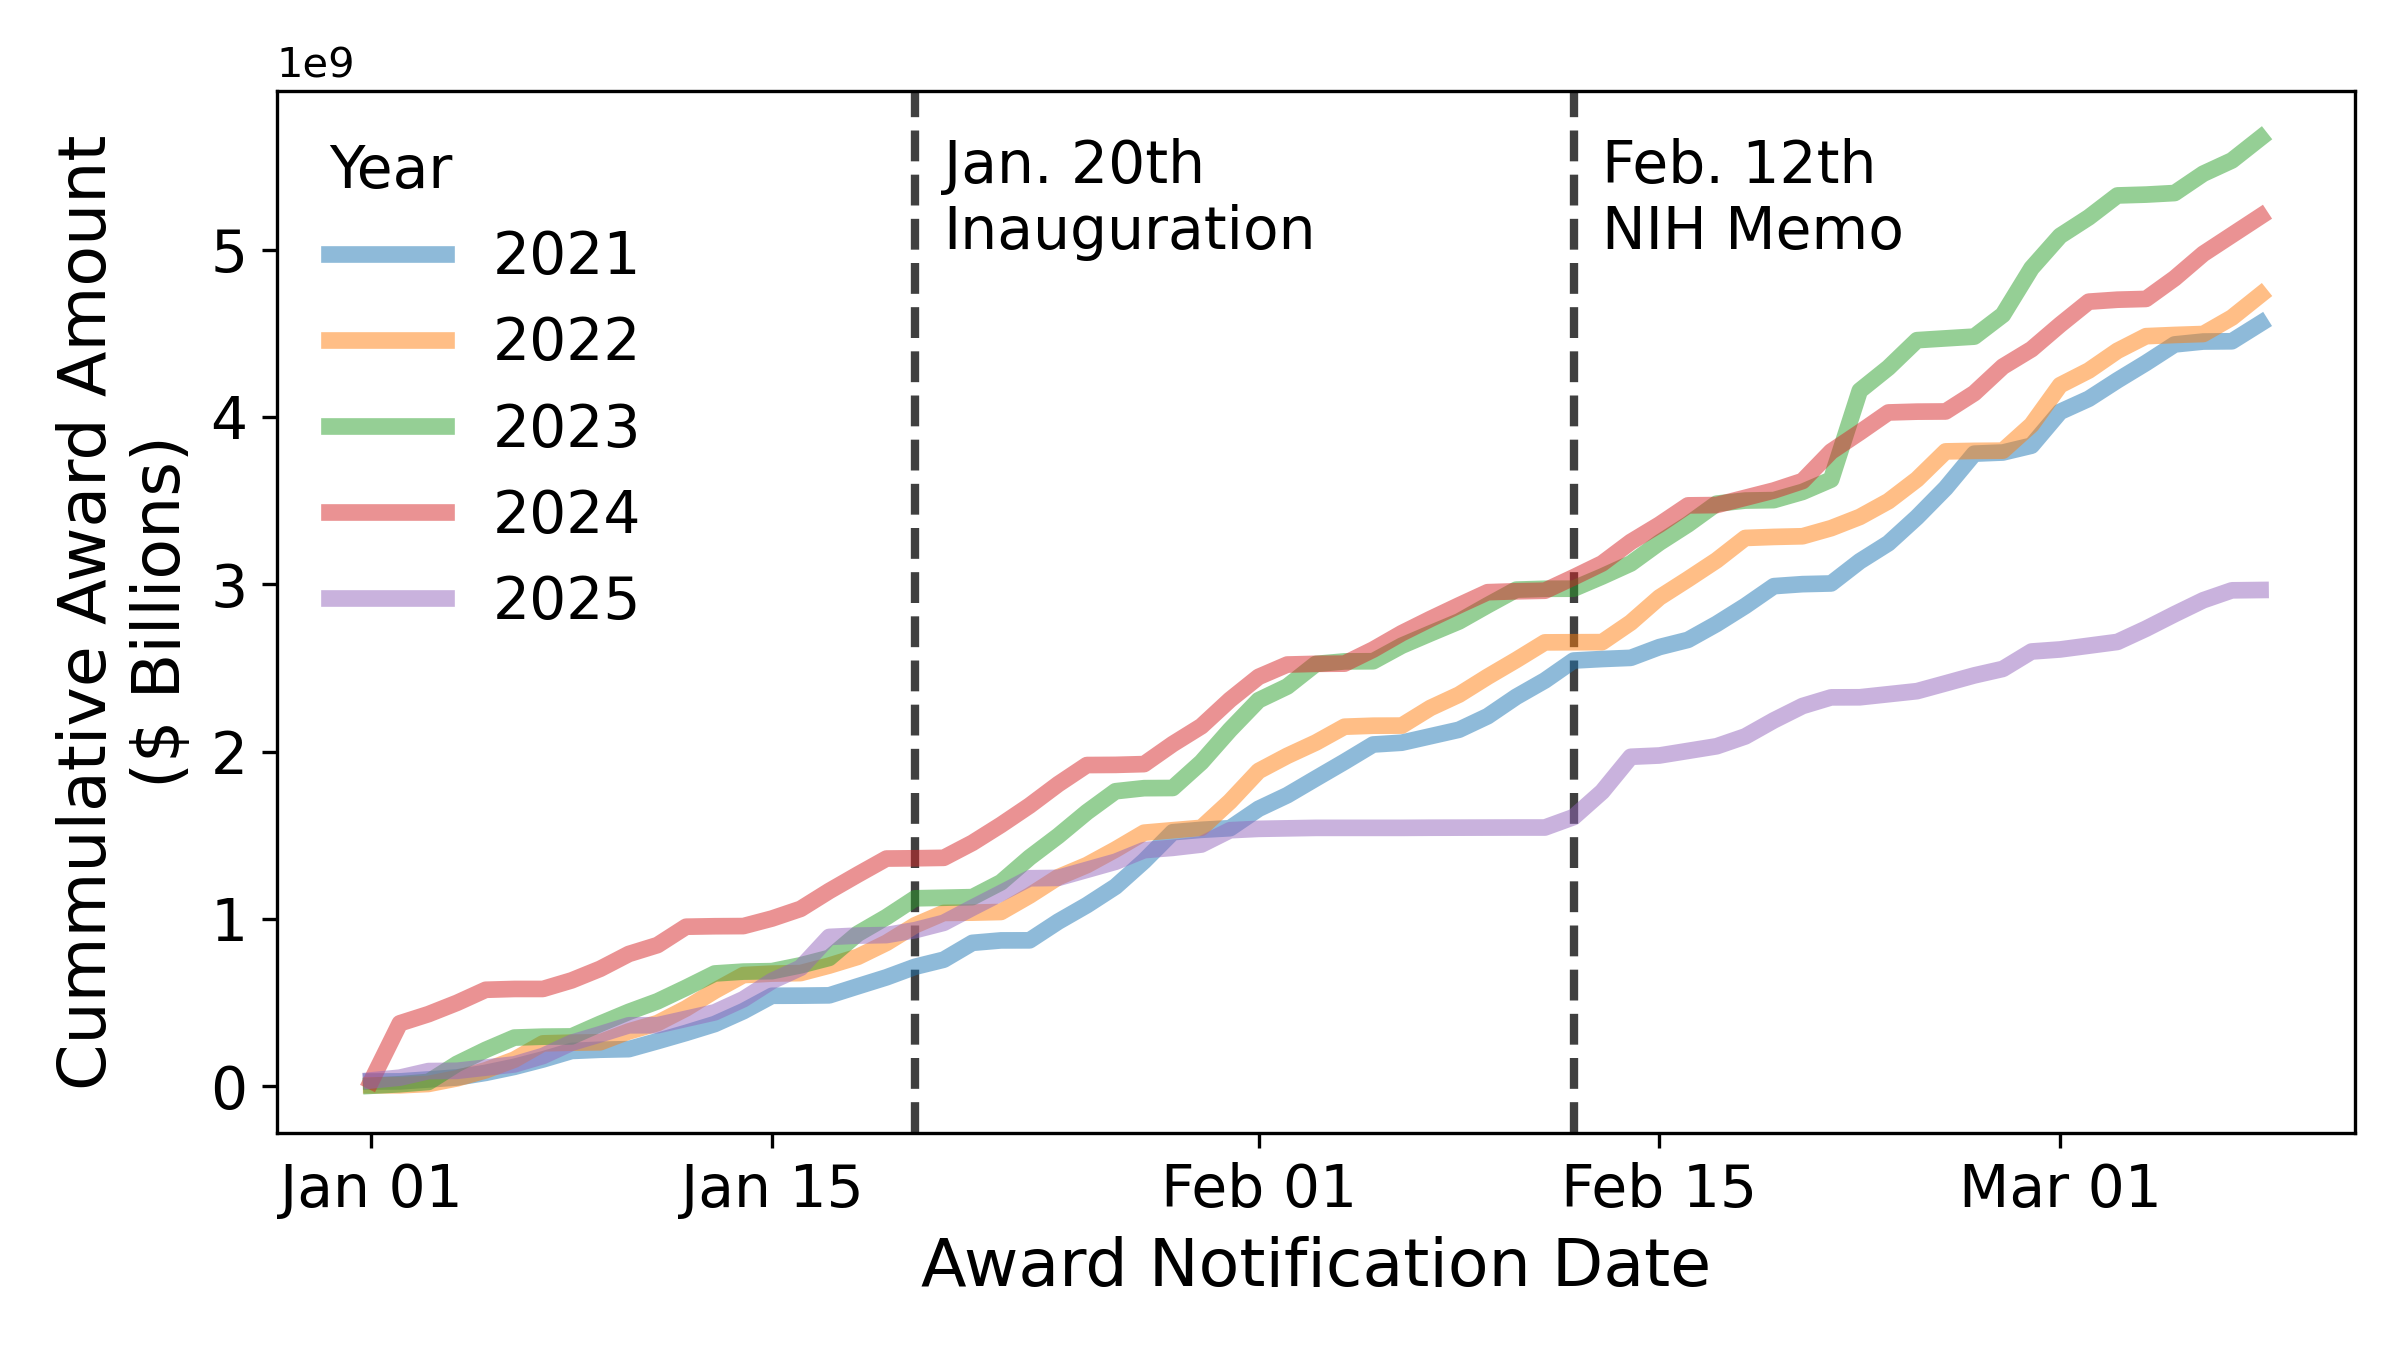 1e9
Cummulative Award Amount
($ Billions)
5
4
3
2
1
0
Year
2021
2022
2023
2024
2025
Jan. 20th
Inauguration
Feb. 12th
NIH Memo
Jan 01
Jan 15
Feb 01
Feb 15
Mar 01
Award Notification Date